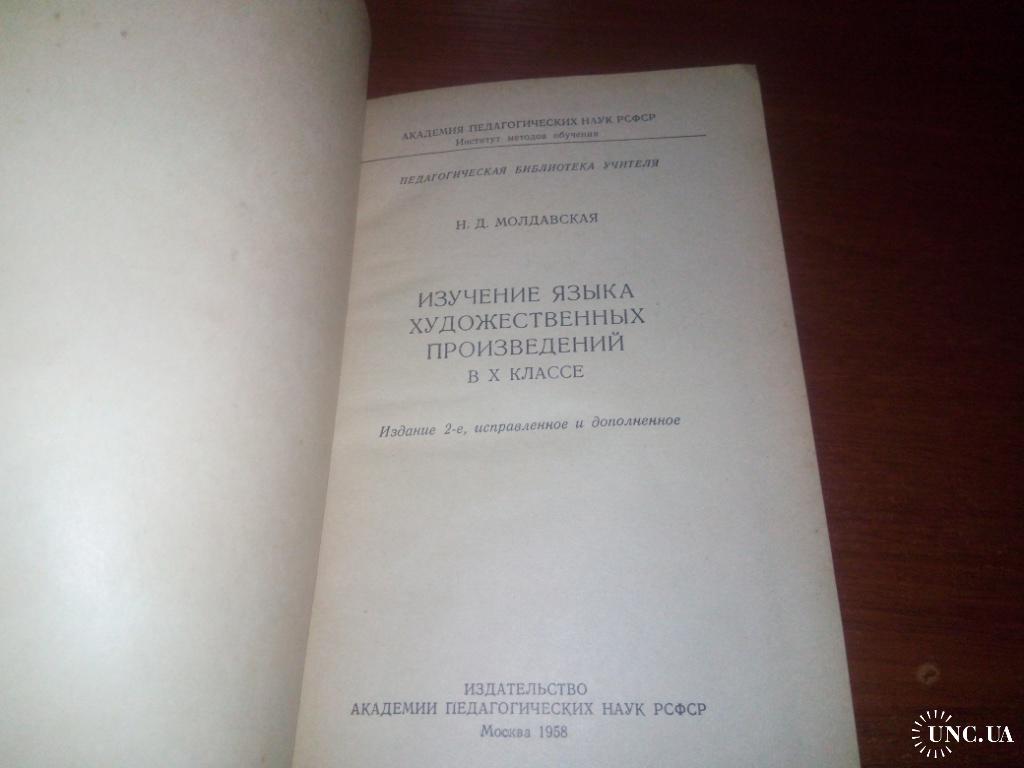 АКАДЕМИЯ ПЕДАГОГИЧЕСКИХ НАУК РСФСР
Институт методов обучения
ПЕДАГОГИЧЕСКАЯ БИБЛИОТЕКА УЧИТЕЛЯ
Н. Д. МОЛДАВСКАЯ
ИЗУЧЕНИЕ ЯЗЫКА
ХУДОЖЕСТВЕННЫХ
ПРОИЗВЕДЕНИЙ
В X КЛАССЕ
Издание 2-е, исправленное и дополненное
ИЗДАТЕЛЬСТВО
АКАДЕМИИ ПЕДАГОГИЧЕСКИХ НАУК РСФСР
Москва 1958
UNC.UA